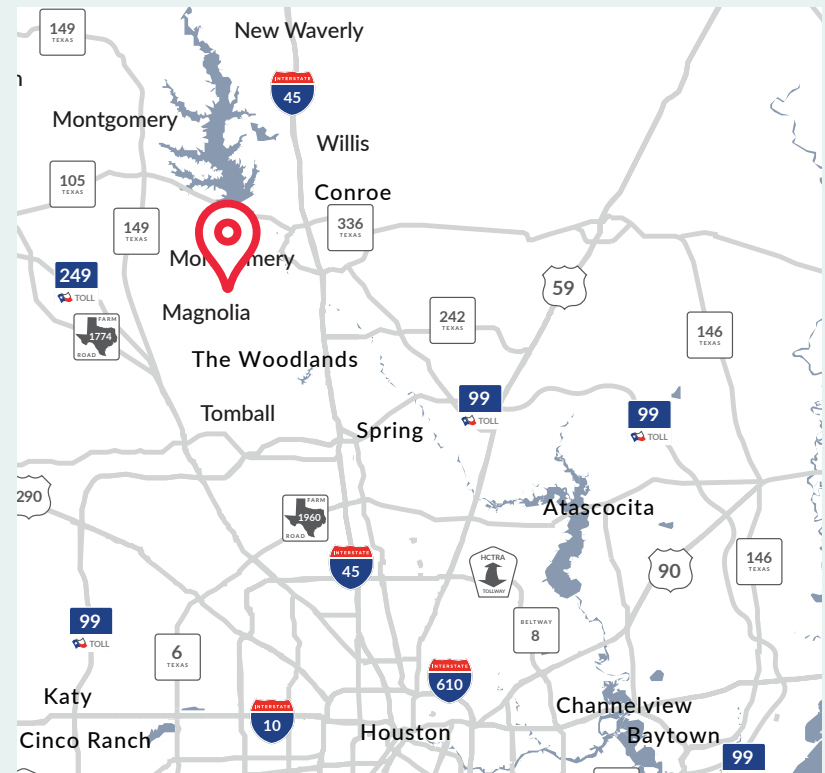 149
TEXAS
New Waverly
n
INTERSTATE
45
Montgomery
Willis
105
TEXAS
Conroe
149
TEXAS
336
TEXAS
Mo mery
249
TOLL
59
Magnolia
242
TEXAS
FARM
1774
ROAD
146
TEXAS
The Woodlands
99
TOLL
99
TOLL
Tomball
Spring
290
FARM
1960
ROAD
Atascocita
INTERSTATE
45
HCTRA
TOLLWAY
90
146
TEXAS
99
TOLL
BELTWAY
8
6
TEXAS
INTERSTATE
610
Katy
INTERSTATE
10
Channelview
Cinco Ranch
Houston
Baytown
99